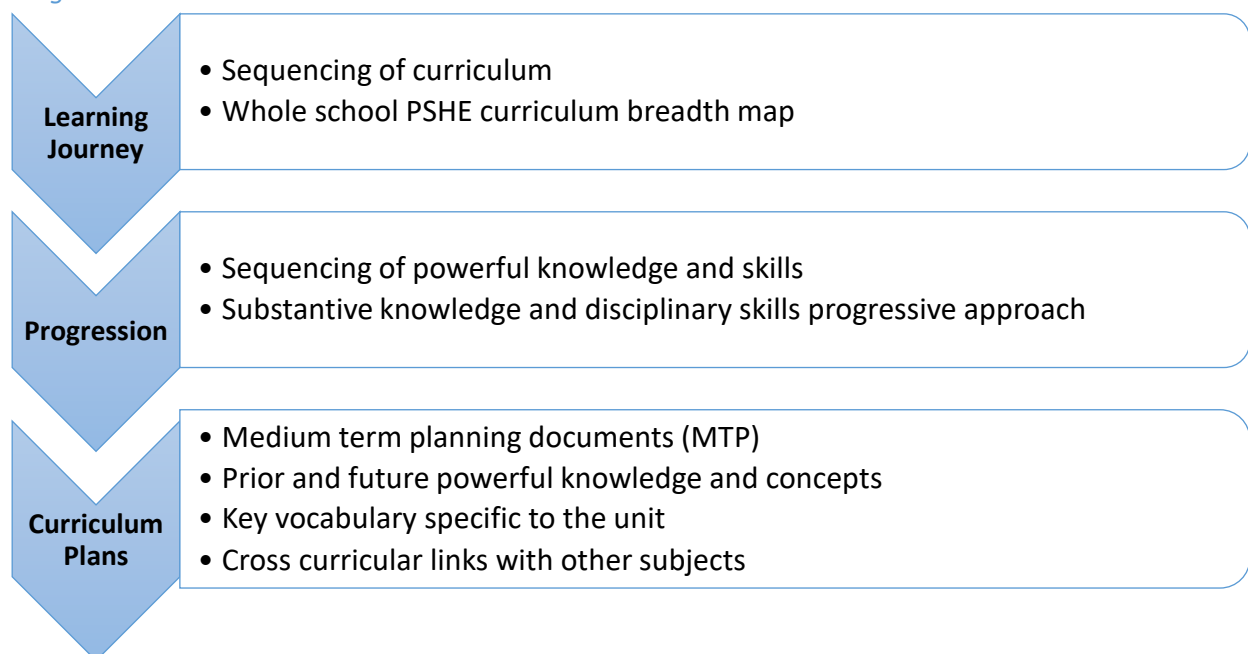 Learning
Journey
• Sequencing of curriculum
• Whole school PSHE curriculum breadth map
Progression
• Sequencing of powerful knowledge and skills
• Substantive knowledge and disciplinary skills progressive approach
Curriculum
Plans
• Medium term planning documents (MTP)
• Prior and future powerful knowledge and concepts
• Key vocabulary specific to the unit
• Cross curricular links with other subjects